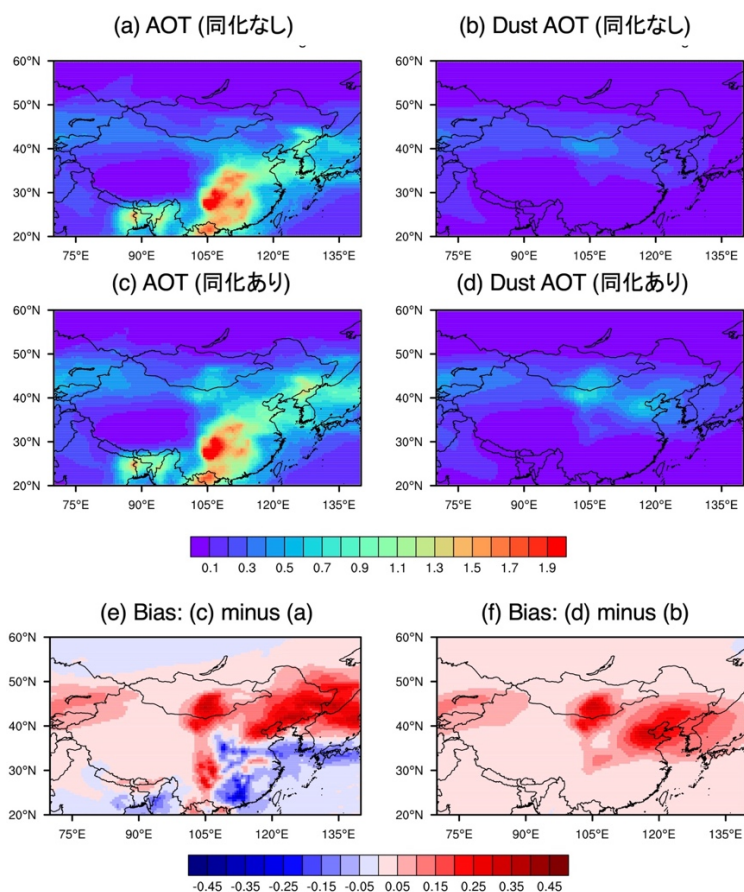 (a) AOT (同化なし)
(b) Dust AOT (同化なし)
60°N
50°N
40°N
30°N
20°N
75°E 90°E 105°E 120°E 135°E
60°N
50°N
40°N
30°N
20°N
75°E 90°E 105°E 120°E 135°E
(c) AOT (同化あり)
(d) Dust AOT (同化あり)
60°N
50°N
40°N
30°N
20°N
75°E 90°E 105°E 120°E 135°E
60°N
50°N
40°N
30°N
20°N
75°E 90°E 105°E 120°E 135°E
0.1 0.3 0.5 0.7 0.9 1.1 1.3 1.5 1.7 1.9
(e) Bias: (c) minus (a)
(f) Bias: (d) minus (b)
60°N
50°N
40°N
30°N
20°N
75°E 90°E 105°E 120°E 135°E
60°N
50°N
40°N
30°N
20°N
75°E 90°E 105°E 120°E 135°E
-0.45 -0.35 -0.25 -0.15 -0.05 0.05 0.15 0.25 0.35 0.45